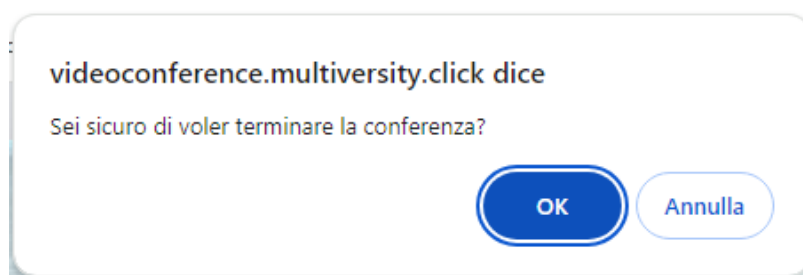 videoconference.multiversity.click dice
Sei sicuro di voler terminare la conferenza?
OK Annulla